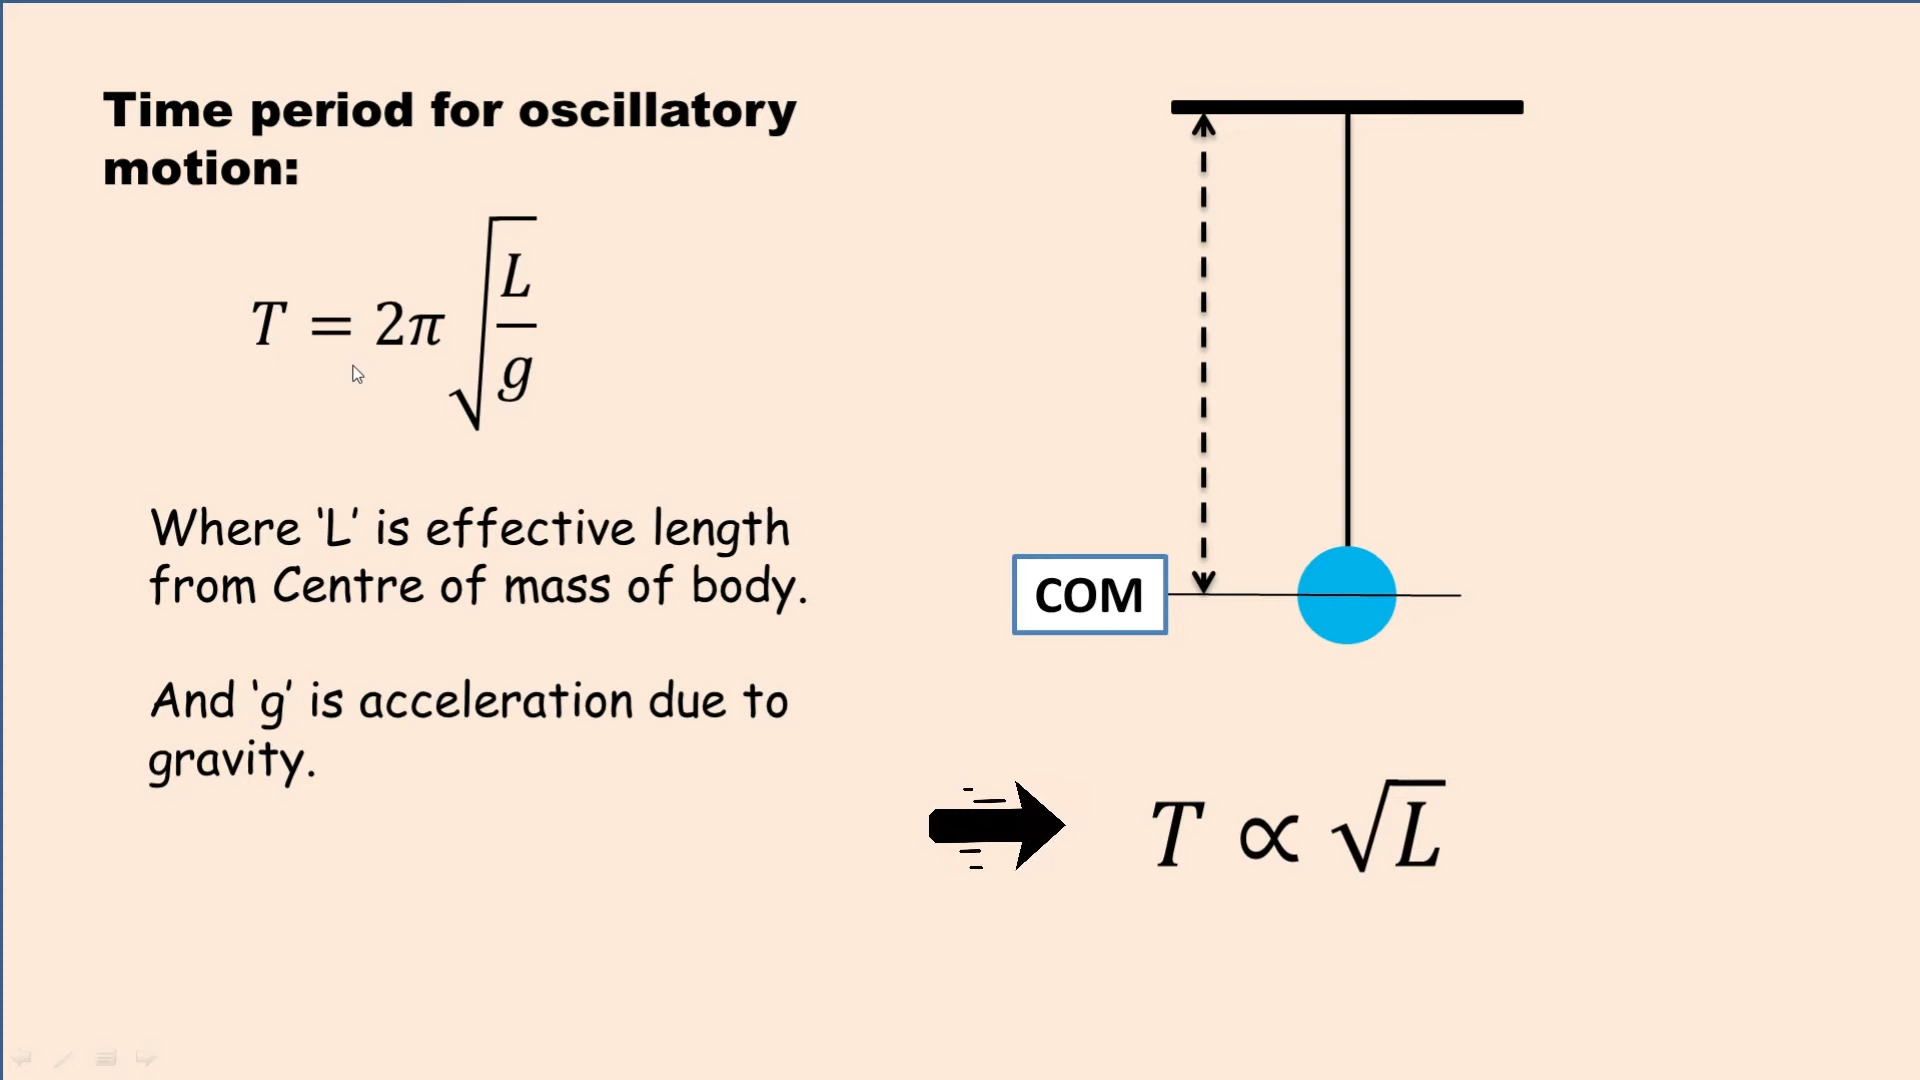 Time period for oscillatory
motion:
T = 2π √(L/g)
Where ‘L’ is effective length
from Centre of mass of body.
And ‘g’ is acceleration due to
gravity.
COM
T ∝ √L